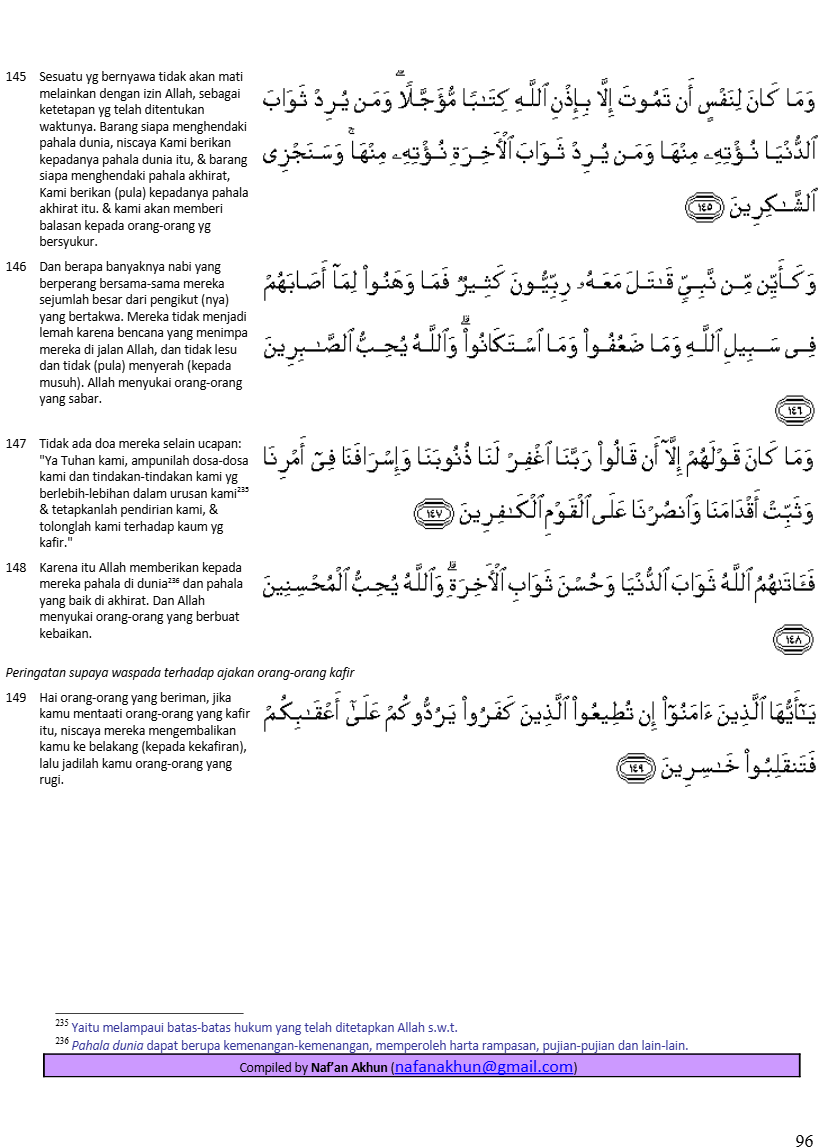 145 Sesuatu yg bernyawa tidak akan mati
melainkan dengan izin Allah, sebagai
ketetapan yg telah ditentukan
waktunya. Barang siapa menghendaki
pahala dunia, niscaya Kami berikan
kepadanya pahala dunia itu, & barang
siapa menghendaki pahala akhirat,
Kami berikan (pula) kepadanya pahala
akhirat itu. & kami akan memberi
balasan kepada orang-orang yg
bersyukur.
وَمَا كَانَ لِنَفْسٍ أَن تَمُوتَ إِلَّا بِإِذْنِ ٱللَّهِ كِتَٰبًا مُّؤَجَّلًا ۗ وَمَن يُرِدْ ثَوَابَ
ٱلدُّنْيَا نُؤْتِهِۦ مِنْهَا وَمَن يُرِدْ ثَوَابَ ٱلْأَخِرَةِ نُؤْتِهِۦ مِنْهَا ۚ وَسَنَجْزِى
ٱلشَّٰكِرِينَ ١٤٥
146 Dan berapa banyaknya nabi yang
berperang bersama-sama mereka
sejumlah besar dari pengikut (nya)
yang bertakwa. Mereka tidak menjadi
lemah karena bencana yang menimpa
mereka di jalan Allah, dan tidak lesu
dan tidak (pula) menyerah (kepada
musuh). Allah menyukai orang-orang
yang sabar.
وَكَأَيِّن مِّن نَّبِىٍّ قَٰتَلَ مَعَهُۥ رِبِّيُّونَ كَثِيرٌ فَمَا وَهَنُوا۟ لِمَآ أَصَابَهُمْ
فِى سَبِيلِ ٱللَّهِ وَمَا ضَعُفُوا۟ وَمَا ٱسْتَكَانُوا۟ ۗ وَٱللَّهُ يُحِبُّ ٱلصَّٰبِرِينَ
١٤٦
147 Tidak ada doa mereka selain ucapan:
"Ya Tuhan kami, ampunilah dosa-dosa
kami dan tindakan-tindakan kami yg
berlebih-lebihan dalam urusan kami²³⁵
& tetapkanlah pendirian kami, &
tolonglah kami terhadap kaum yg
kafir."
وَمَا كَانَ قَوْلَهُمْ إِلَّآ أَن قَالُوا۟ رَبَّنَا ٱغْفِرْ لَنَا ذُنُوبَنَا وَإِسْرَافَنَا فِىٓ أَمْرِنَا
وَثَبِّتْ أَقْدَامَنَا وَٱنصُرْنَا عَلَى ٱلْقَوْمِ ٱلْكَٰفِرِينَ ١٤٧
148 Karena itu Allah memberikan kepada
mereka pahala di dunia²³⁶ dan pahala
yang baik di akhirat. Dan Allah
menyukai orang-orang yang berbuat
kebaikan.
فَـَٔاتَىٰهُمُ ٱللَّهُ ثَوَابَ ٱلدُّنْيَا وَحُسْنَ ثَوَابِ ٱلْأَخِرَةِ ۗ وَٱللَّهُ يُحِبُّ ٱلْمُحْسِنِينَ
١٤٨
Peringatan supaya waspada terhadap ajakan orang-orang kafir
149 Hai orang-orang yang beriman, jika
kamu mentaati orang-orang yang kafir
itu, niscaya mereka mengembalikan
kamu ke belakang (kepada kekafiran),
lalu jadilah kamu orang-orang yang
rugi.
يَٰٓأَيُّهَا ٱلَّذِينَ ءَامَنُوٓا۟ إِن تُطِيعُوا۟ ٱلَّذِينَ كَفَرُوا۟ يَرُدُّوكُمْ عَلَىٰٓ أَعْقَٰبِكُمْ
فَتَنقَلِبُوا۟ خَٰسِرِينَ ١٤٩
²³⁵ Yaitu melampaui batas-batas hukum yang telah ditetapkan Allah s.w.t.
²³⁶ Pahala dunia dapat berupa kemenangan-kemenangan, memperoleh harta rampasan, pujian-pujian dan lain-lain.
Compiled by Naf'an Akhun (nafanakhun@gmail.com)
96